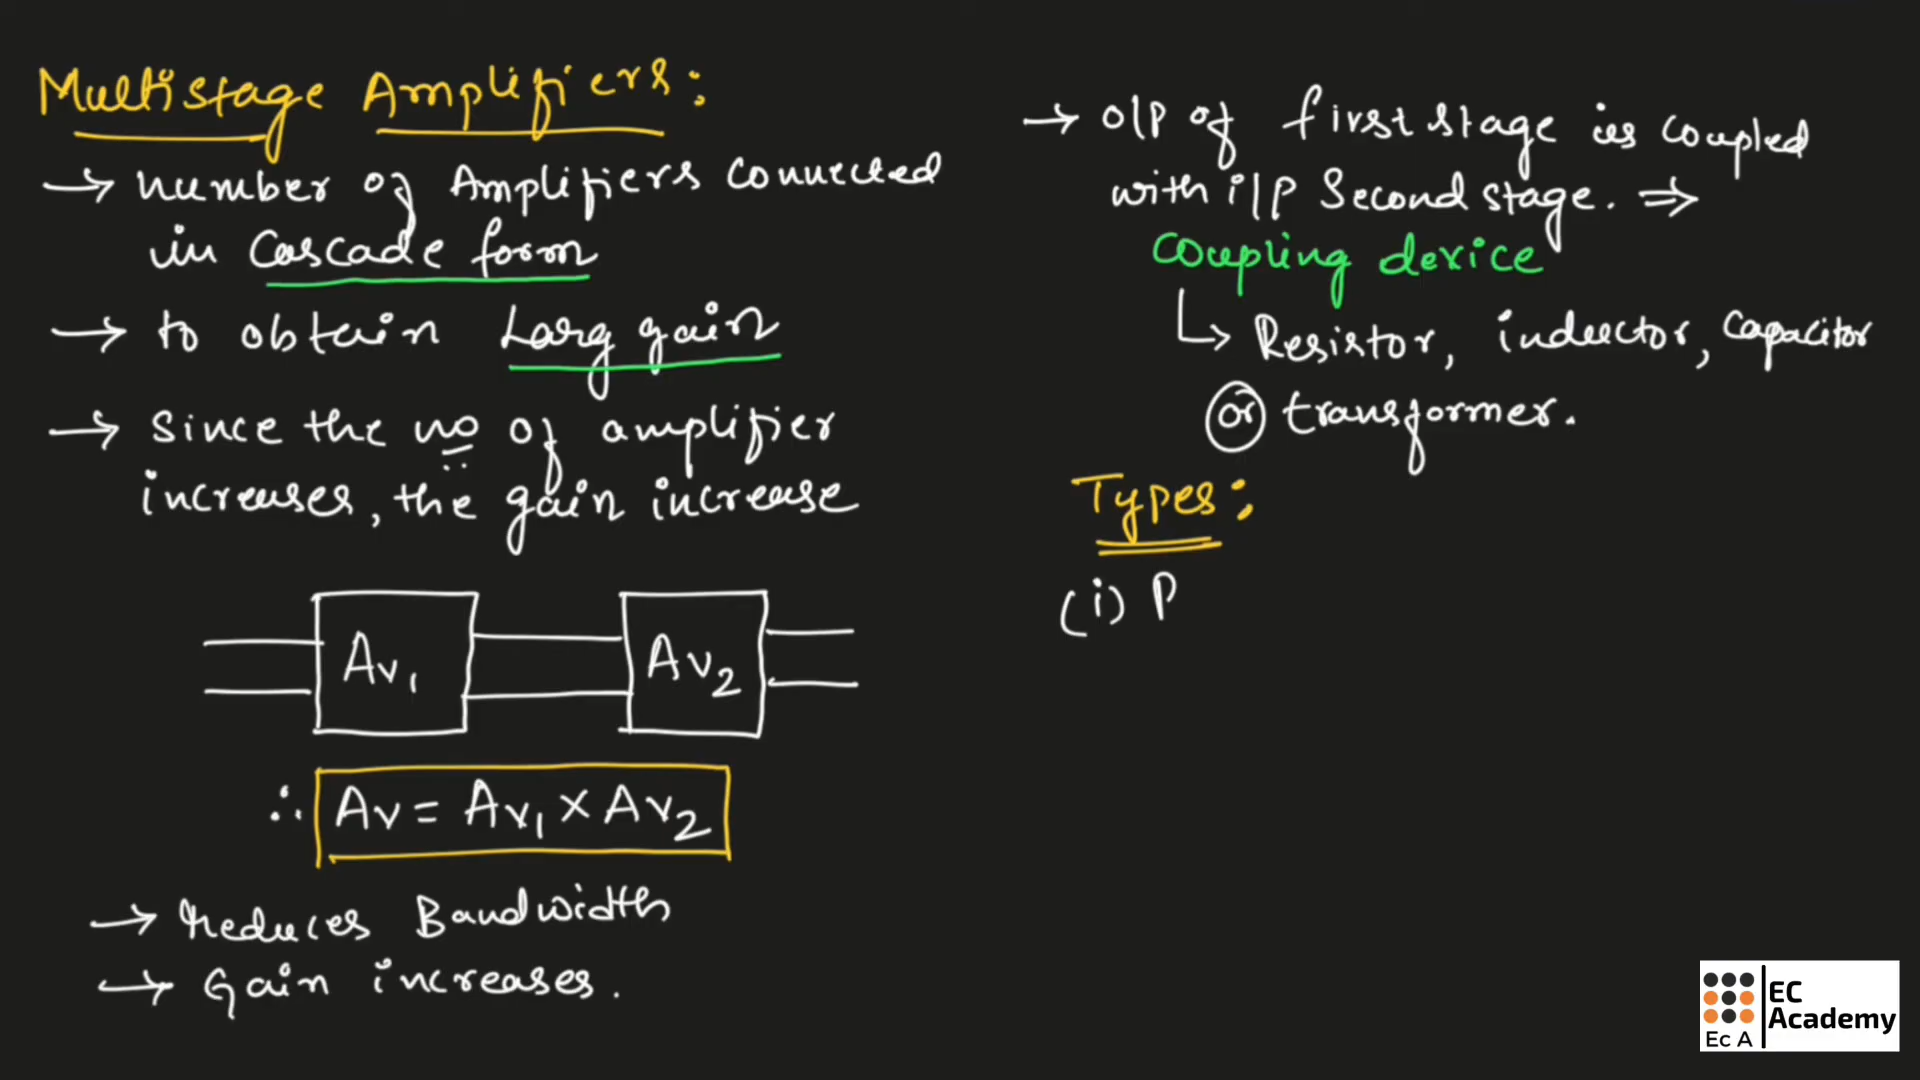 Multistage Amplifiers:
→ number of Amplifiers connected
in Cascade form
→ to obtain Larg gain
→ Since the no of amplifier
increases, the gain increase
Av1 Av2
∴ Av = Av1 × Av2
→ reduces Bandwidth
→ Gain increases.
→ O/P of first stage is coupled
with i/P Second stage. ⇒
Coupling device
↳ Resistor, inductor, Capacitor
or transformer.
Types:
(i) P
EC
Academy
Ec A